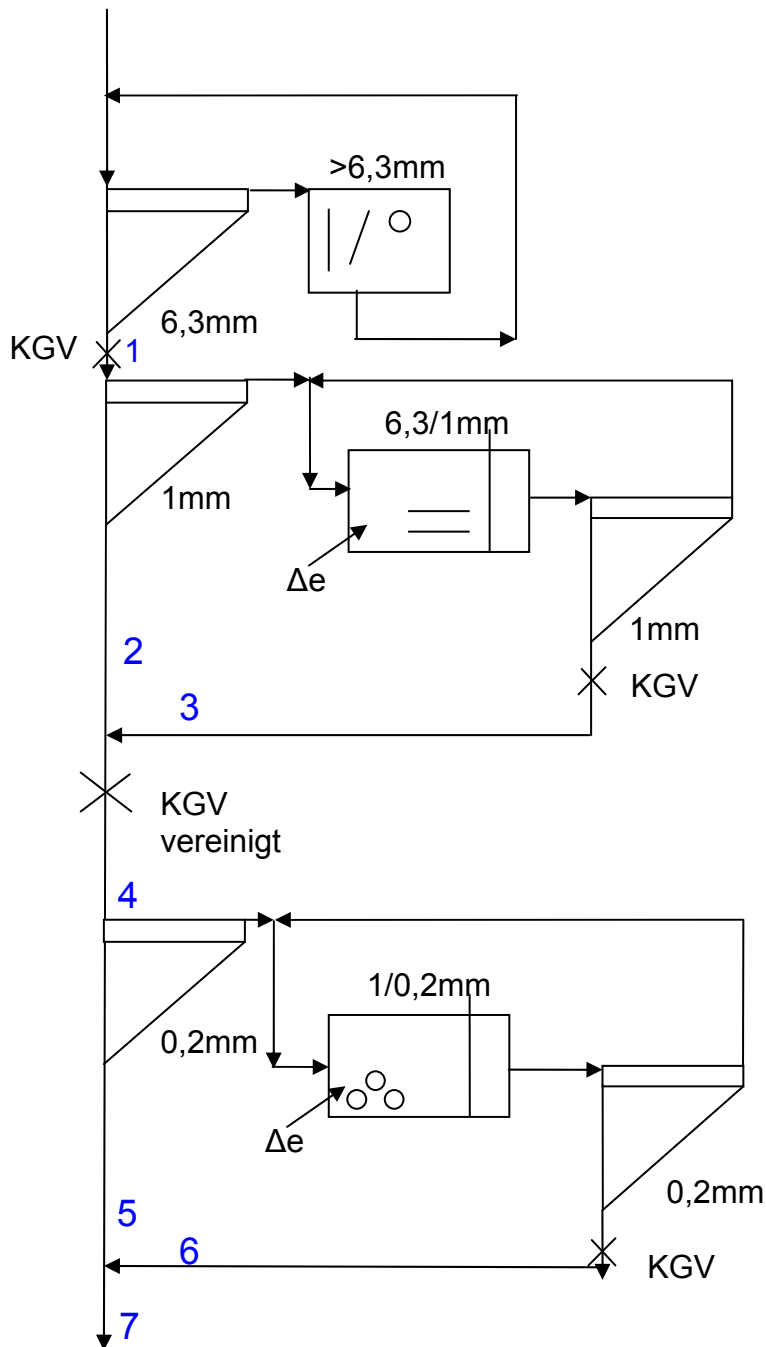 >6,3mm
6,3mm
KGV
1
6,3/1mm
1mm
Δe
1mm
2
KGV
3
KGV
vereinigt
4
1/0,2mm
0,2mm
Δe
0,2mm
5
6
KGV
7